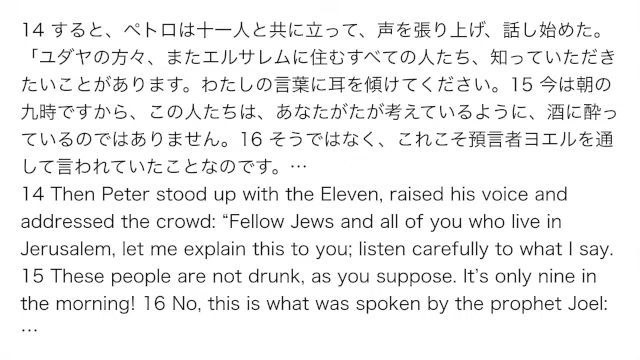 14 すると、ペトロは十一人と共に立って、声を張り上げ、話し始めた。
「ユダヤの方々、またエルサレムに住むすべての人たち、知っていただき
たいことがあります。わたしの言葉に耳を傾けてください。15 今は朝の
九時ですから、この人たちは、あなたがたが考えているように、酒に酔っ
ているのではありません。16 そうではなく、これこそ預言者ヨエルを通
して言われていたことなのです。…
14 Then Peter stood up with the Eleven, raised his voice and
addressed the crowd: “Fellow Jews and all of you who live in
Jerusalem, let me explain this to you; listen carefully to what I say.
15 These people are not drunk, as you suppose. It’s only nine in
the morning! 16 No, this is what was spoken by the prophet Joel:
…